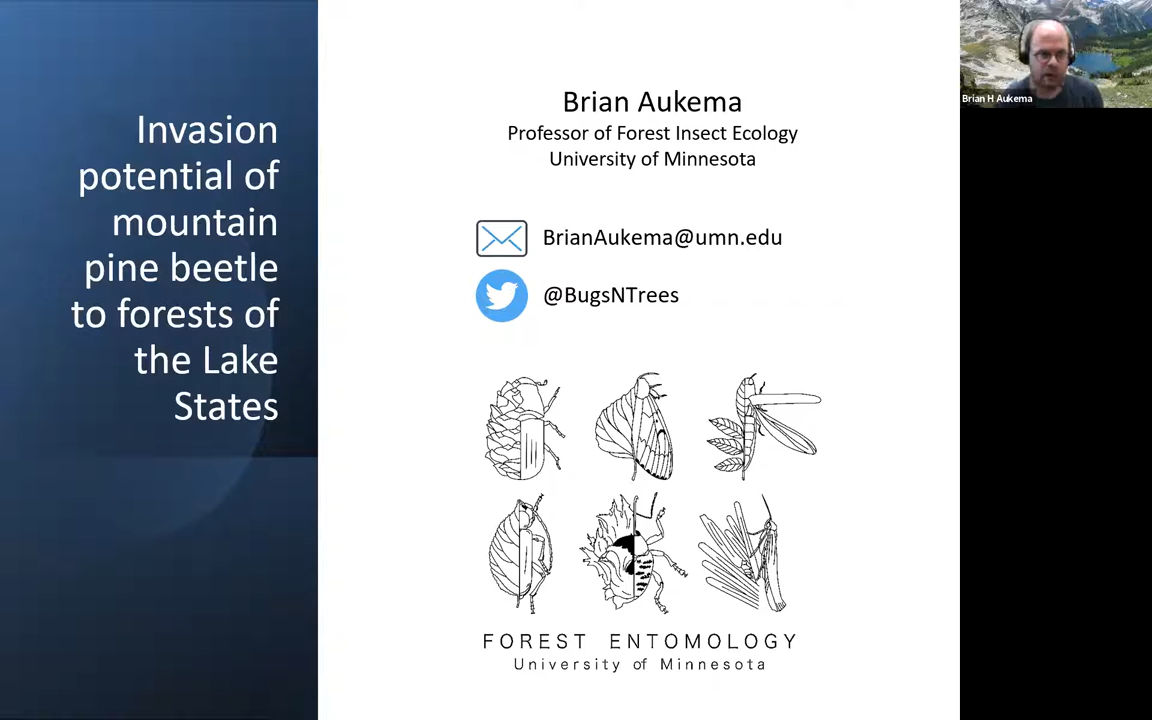 Invasion
potential of
mountain
pine beetle
to forests of
the Lake
States
Brian Aukema
Professor of Forest Insect Ecology
University of Minnesota
BrianAukema@umn.edu
@BugsNTrees
FOREST ENTOMOLOGY
University of Minnesota
Brian H Aukema